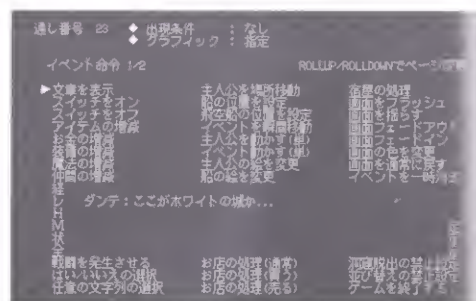 通し番号 23 ◆ 出現条件 : なし
◆ グラフィック : 指定
イベント命令 1/2 ROLLUP/ROLLDOWNでページ
▶文章を表示 主人公を場所移動 宿屋の処理
スイッチをオン 船の位置を設定 画面をフラッシュ
スイッチをオフ 飛空船の位置を設定 画面を揺らす
アイテムの増減 イベントを瞬間移動 画面フェードアウ
お金の増減 主人公を動かす(単) 画面フェードイン
イベントを動かす(単) 画面の色を変更
魔法の増減 主人公の絵を変更 画面を通常に戻す
仲間の増減 船の絵を変更 イベントを一時
経
レ ダンテ:ここがホワイトの城か...
H
M
状
戦闘を発生させる お店の処理(通常)
はい/いいえの選択 お店の処理(買う) 並び替えの禁止
任意の文字列の選択 お店の処理(売る) ゲームを終了する